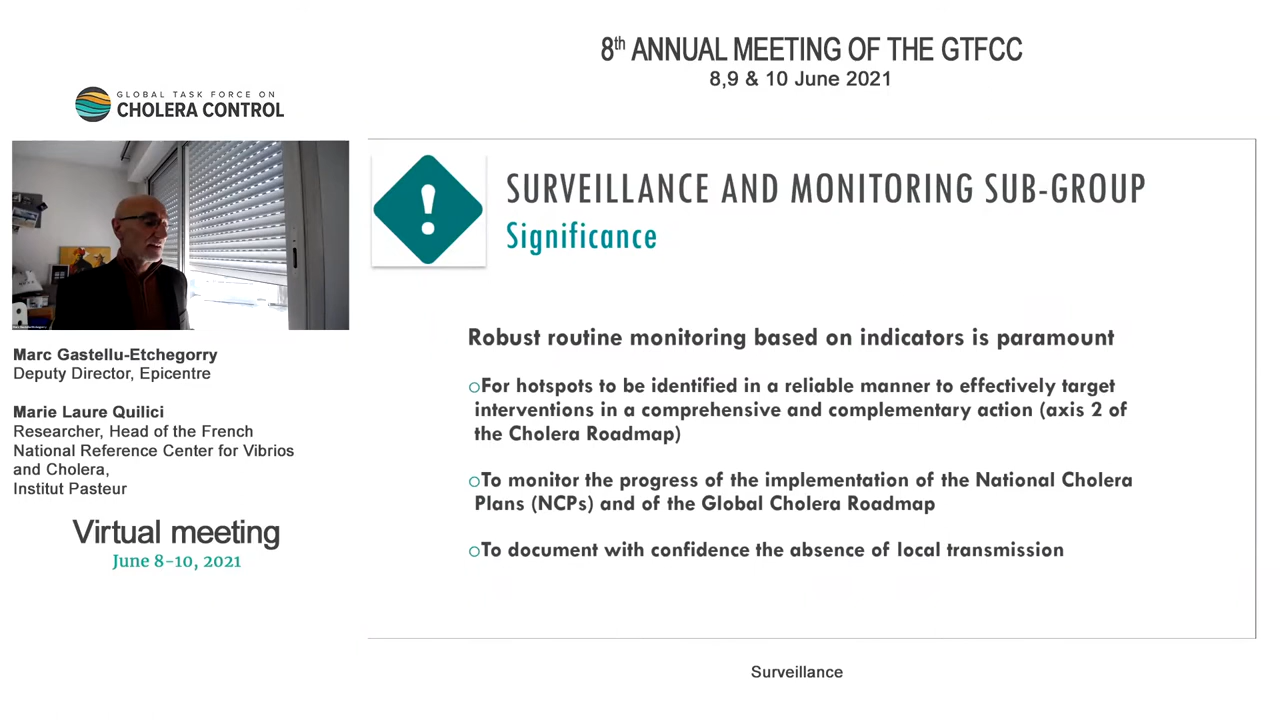 8th ANNUAL MEETING OF THE GTFCC
8,9 & 10 June 2021
GLOBAL TASK FORCE ON
CHOLERA CONTROL
Marc Gastellu-Etchegorry
Deputy Director, Epicentre
Marie Laure Quilici
Researcher, Head of the French
National Reference Center for Vibrios
and Cholera,
Institut Pasteur
Virtual meeting
June 8-10, 2021
!
SURVEILLANCE AND MONITORING SUB-GROUP
Significance
Robust routine monitoring based on indicators is paramount
○For hotspots to be identified in a reliable manner to effectively target
interventions in a comprehensive and complementary action (axis 2 of
the Cholera Roadmap)
○To monitor the progress of the implementation of the National Cholera
Plans (NCPs) and of the Global Cholera Roadmap
○To document with confidence the absence of local transmission
Surveillance